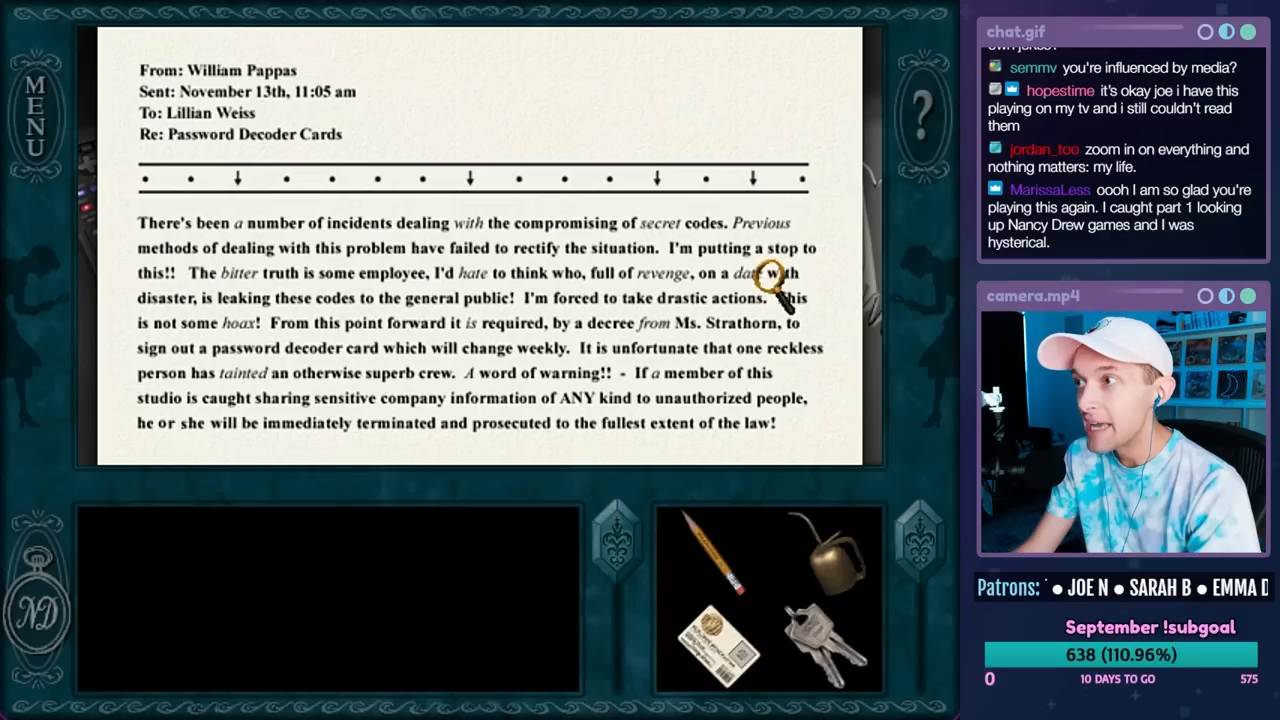 From: William Pappas
Sent: November 13th, 11:05 am
To: Lillian Weiss
Re: Password Decoder Cards
There's been a number of incidents dealing with the compromising of secret codes. Previous
methods of dealing with this problem have failed to rectify the situation. I'm putting a stop to
this!! The bitter truth is some employee, I'd hate to think who, full of revenge, on a with
disaster, is leaking these codes to the general public! I'm forced to take drastic actions. This
is not some hoax! From this point forward it is required, by a decree from Ms. Strathorn, to
sign out a password decoder card which will change weekly. It is unfortunate that one reckless
person has tainted an otherwise superb crew. A word of warning!! - If a member of this
studio is caught sharing sensitive company information of ANY kind to unauthorized people,
he or she will be immediately terminated and prosecuted to the fullest extent of the law!
MENU
?
ND
chat.gif
own jokes?
semmv you're influenced by media?
hopestime it's okay joe i have this
playing on my tv and i still couldn't read
them
jordan_too zoom in on everything and
nothing matters: my life.
MarissaLess oooh I am so glad you're
playing this again. I caught part 1 looking
up Nancy Drew games and I was
hysterical.
camera.mp4
Patrons: ● JOE N ● SARAH B ● EMMA D
September !subgoal
638 (110.96%)
0 10 DAYS TO GO 575